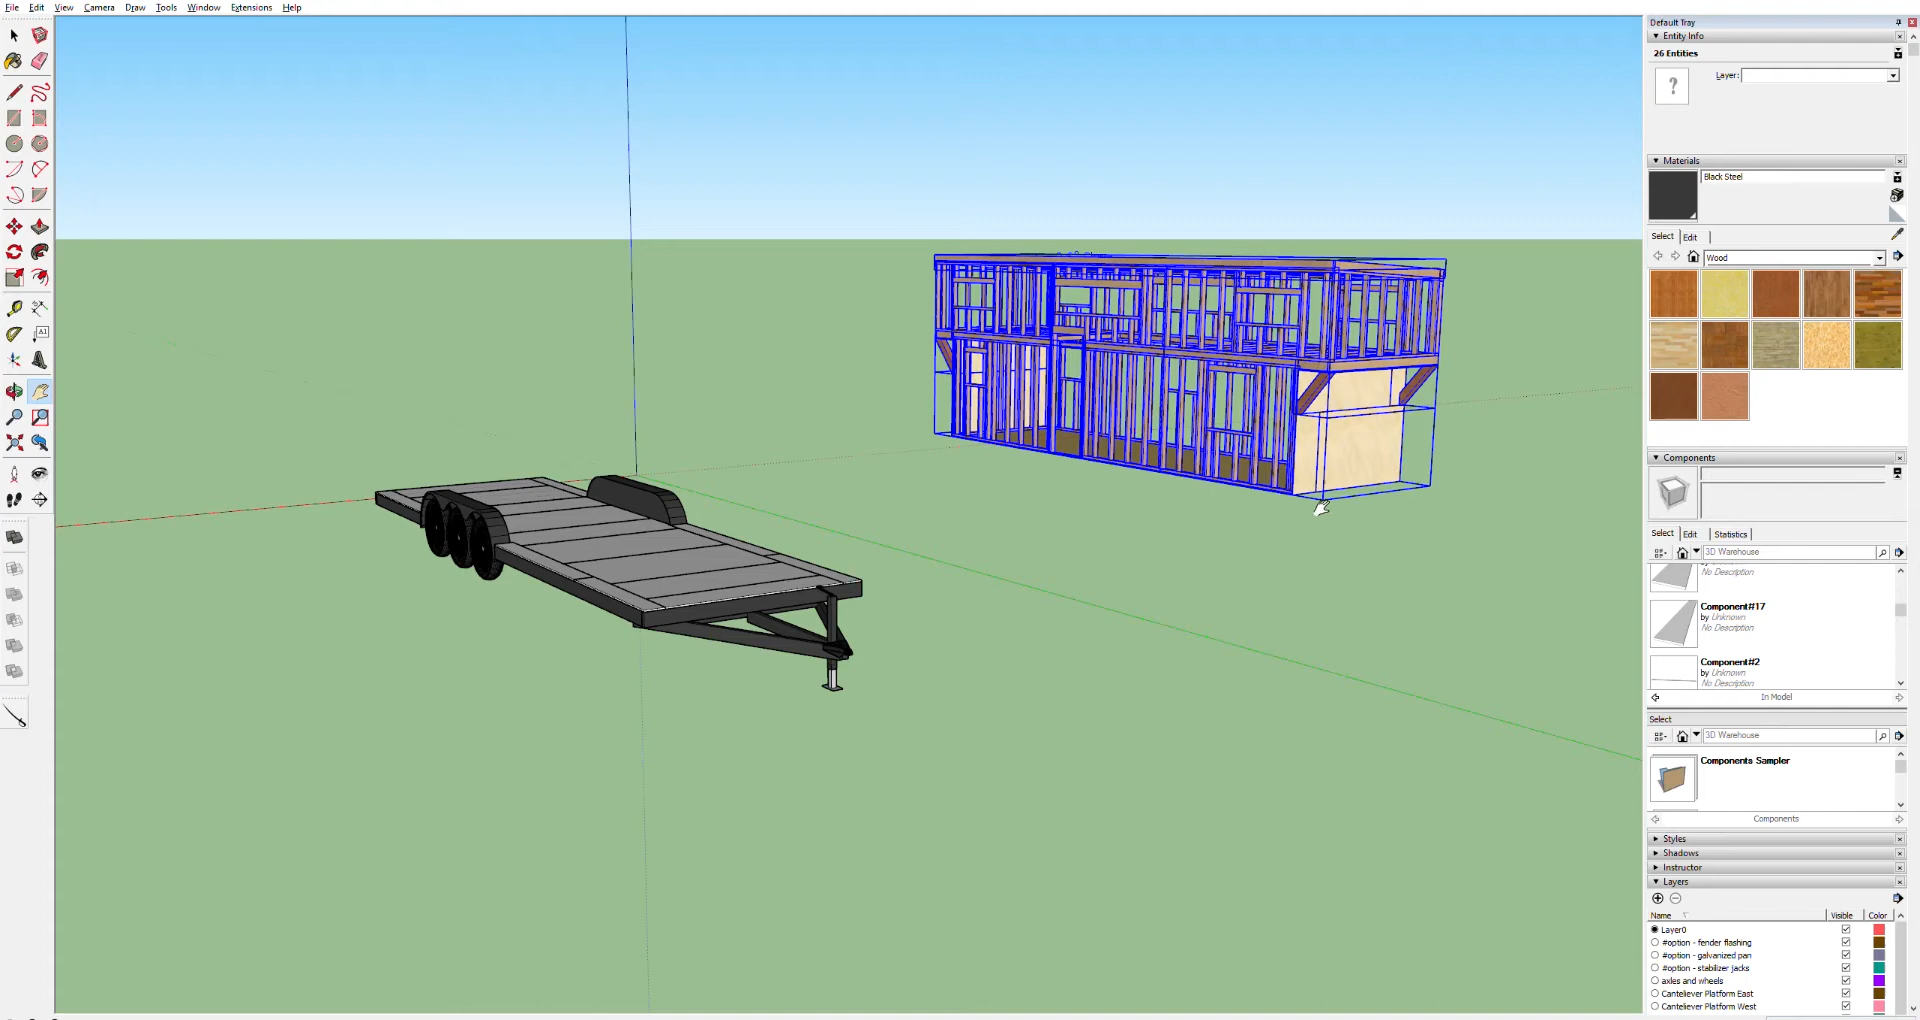 File Edit View Camera Draw Tools Window Extensions Help
Default Tray
Entity Info
26 Entities
?
Layer:
Materials
Black Steel
Select Edit
Wood
A1
Components
Select Edit Statistics
3D Warehouse
No Description
Component#17
by Unknown
No Description
Component#2
by Unknown
No Description
In Model
Select
3D Warehouse
Components Sampler
Components
Styles
Shadows
Instructor
Layers
Name Visible Color
Layer0
#option - fender flashing
#option - galvanized pan
#option - stabilizer jacks
axles and wheels
Canteliever Platform East
Canteliever Platform West